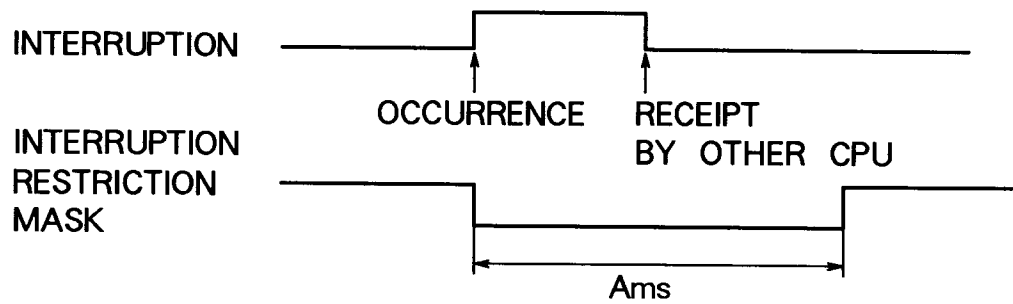 INTERRUPTION
OCCURRENCE
RECEIPT
BY OTHER CPU
INTERRUPTION
RESTRICTION
MASK
Ams